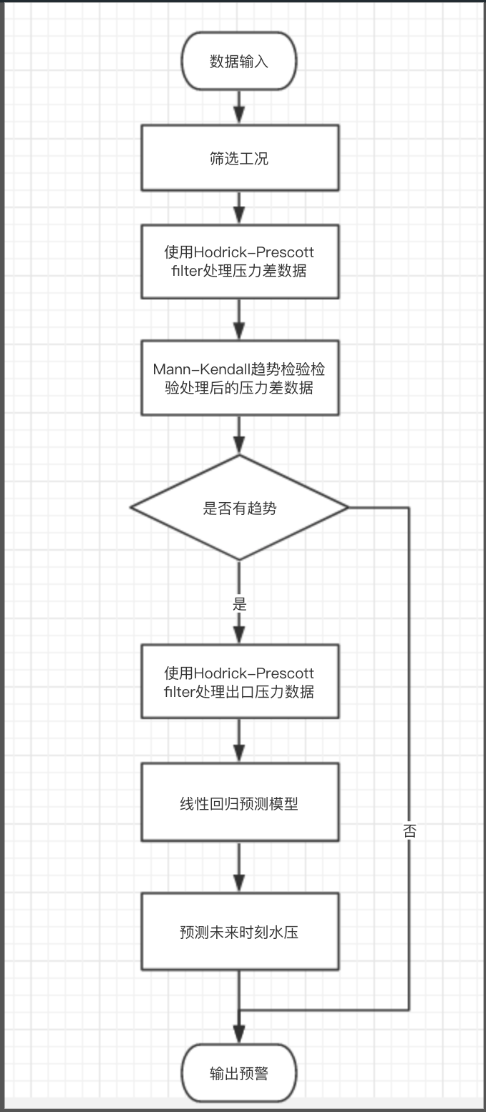 数据输入
筛选工况
使用Hodrick-Prescott
filter处理压力差数据
Mann-Kendall趋势检验检
验处理后的压力差数据
是否有趋势
是
使用Hodrick-Prescott
filter处理出口压力数据
线性回归预测模型
否
预测未来时刻水压
输出预警